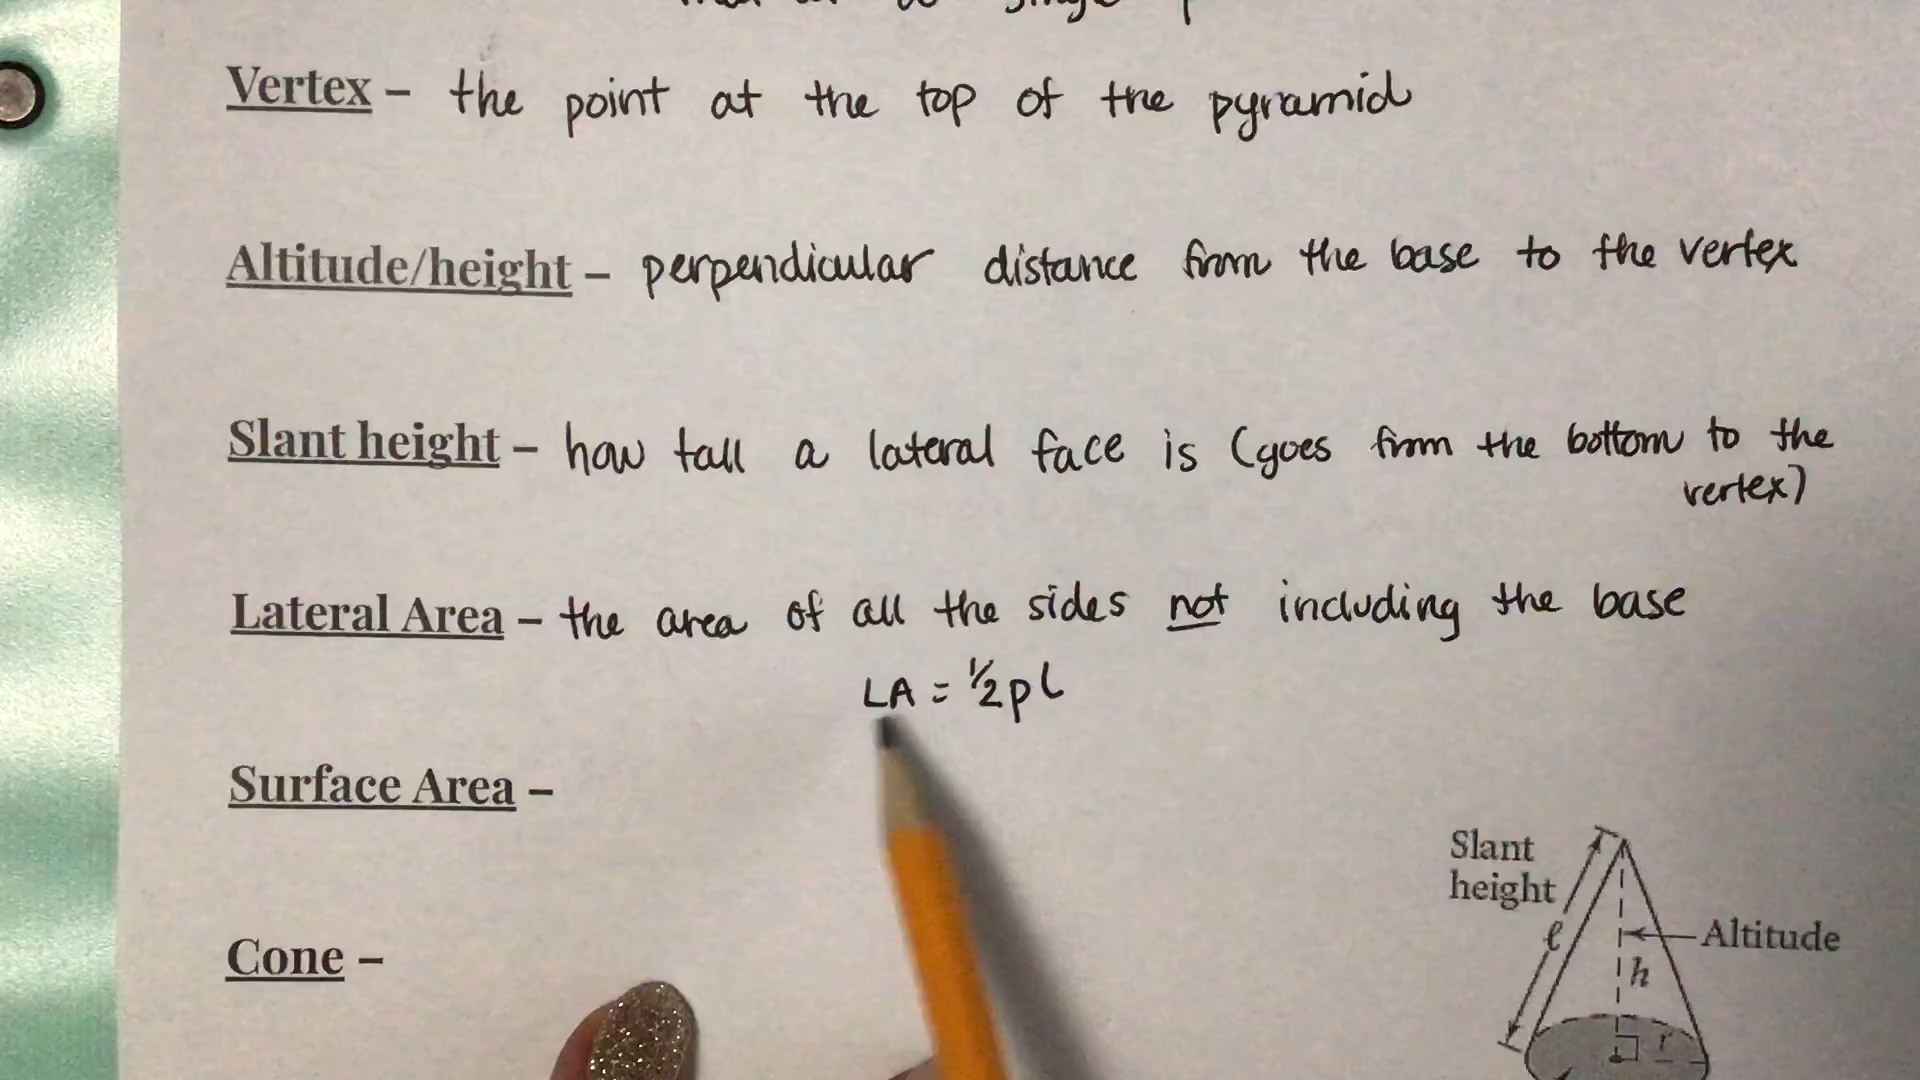 single
Vertex – the point at the top of the pyramid
Altitude/height – perpendicular distance from the base to the vertex
Slant height – how tall a lateral face is (goes from the bottom to the
vertex)
Lateral Area – the area of all the sides not including the base
LA = ½pl
Surface Area –
Slant
height
ℓ
Altitude
h
Cone –
r